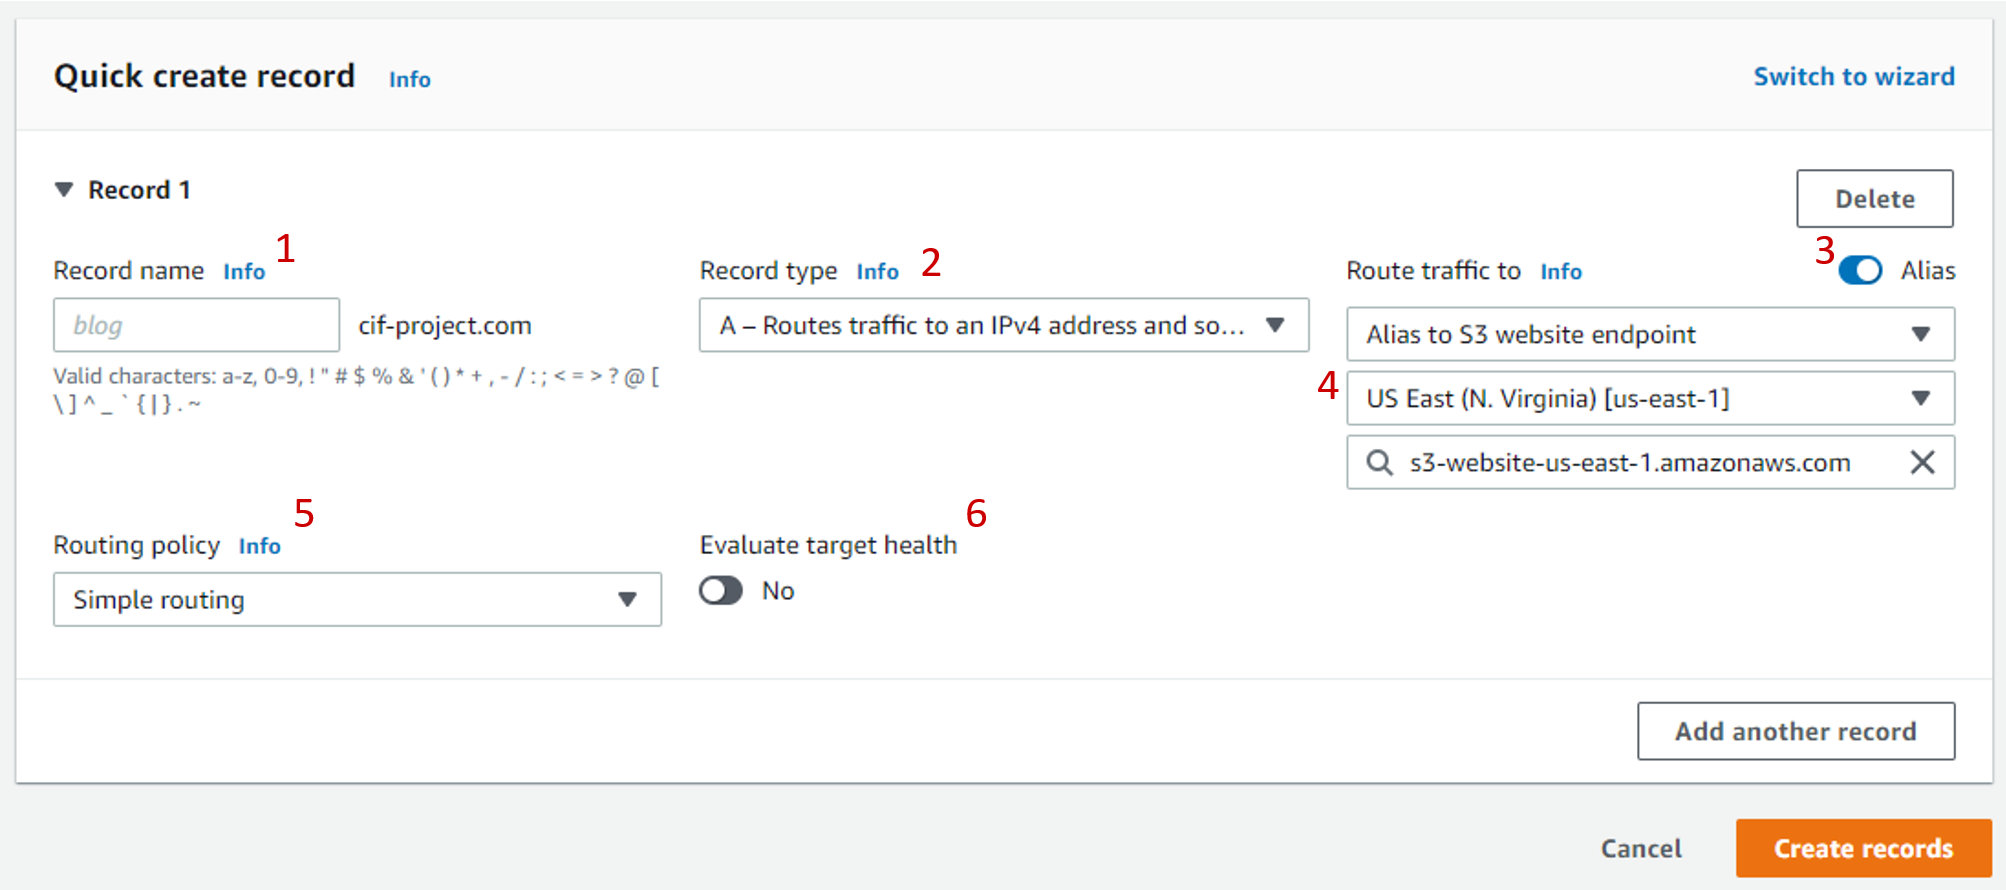 Quick create record Info
Switch to wizard
Record 1
Delete
Record name Info 1
blog
cif-project.com
Valid characters: a-z, 0-9, ! " # $ % & ' ( ) * + , - / : ; < = > ? @ [
\ ] ^ _ ` { | } . ~
Record type Info 2
A – Routes traffic to an IPv4 address and so...
Route traffic to Info
3 Alias
Alias to S3 website endpoint
4 US East (N. Virginia) [us-east-1]
s3-website-us-east-1.amazonaws.com
Routing policy Info 5
Simple routing
Evaluate target health 6
No
Add another record
Cancel
Create records